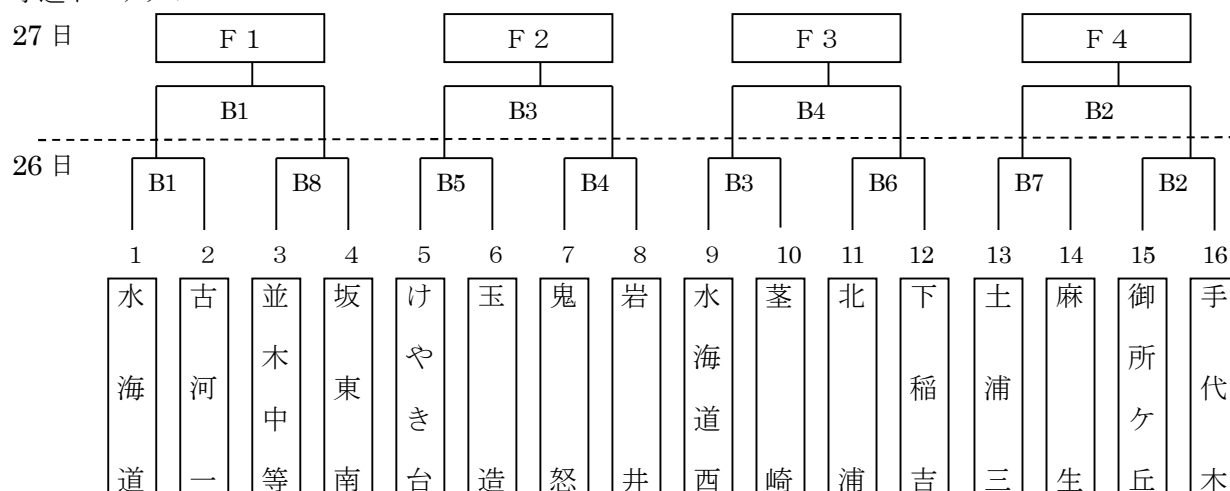 27 日
F 1 F 2 F 3 F 4
B1 B3 B4 B2
26 日
B1 B8 B5 B4 B3 B6 B7 B2
1 2 3 4 5 6 7 8 9 10 11 12 13 14 15 16
水海道
古河一
並木中等
坂東南
けやき台
玉造
鬼怒
岩井
水海道西
茎崎
北浦
下稲吉
土浦三
麻生
御所ケ丘
手代木